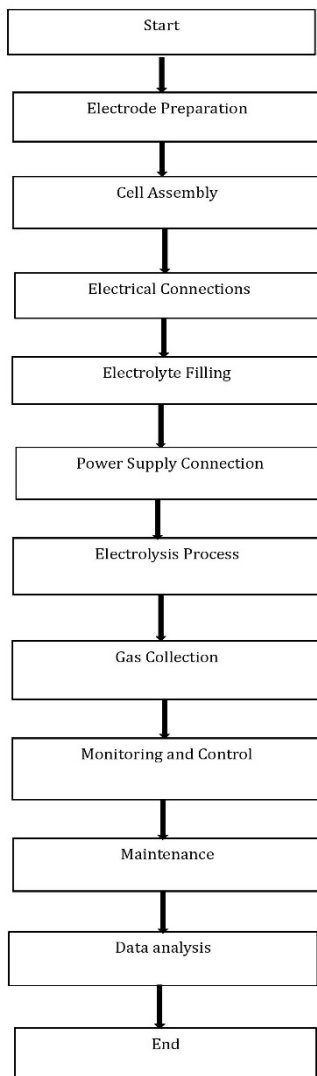 Start
Electrode Preparation
Cell Assembly
Electrical Connections
Electrolyte Filling
Power Supply Connection
Electrolysis Process
Gas Collection
Monitoring and Control
Maintenance
Data analysis
End